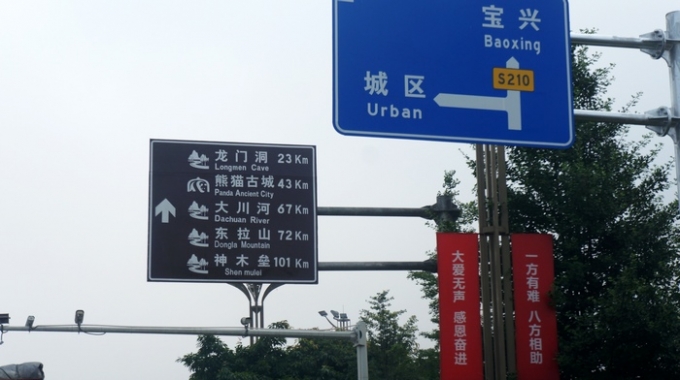 宝兴
Baoxing
S210
城区
Urban
龙门洞 23 Km
Longmen Cave
熊猫古城 43 Km
Panda Ancient City
大川河 67 Km
Dachuan River
东拉山 72 Km
Dongla Mountain
神木垒 101 Km
Shen mulei
大爱无声 感恩奋进
一方有难 八方相助